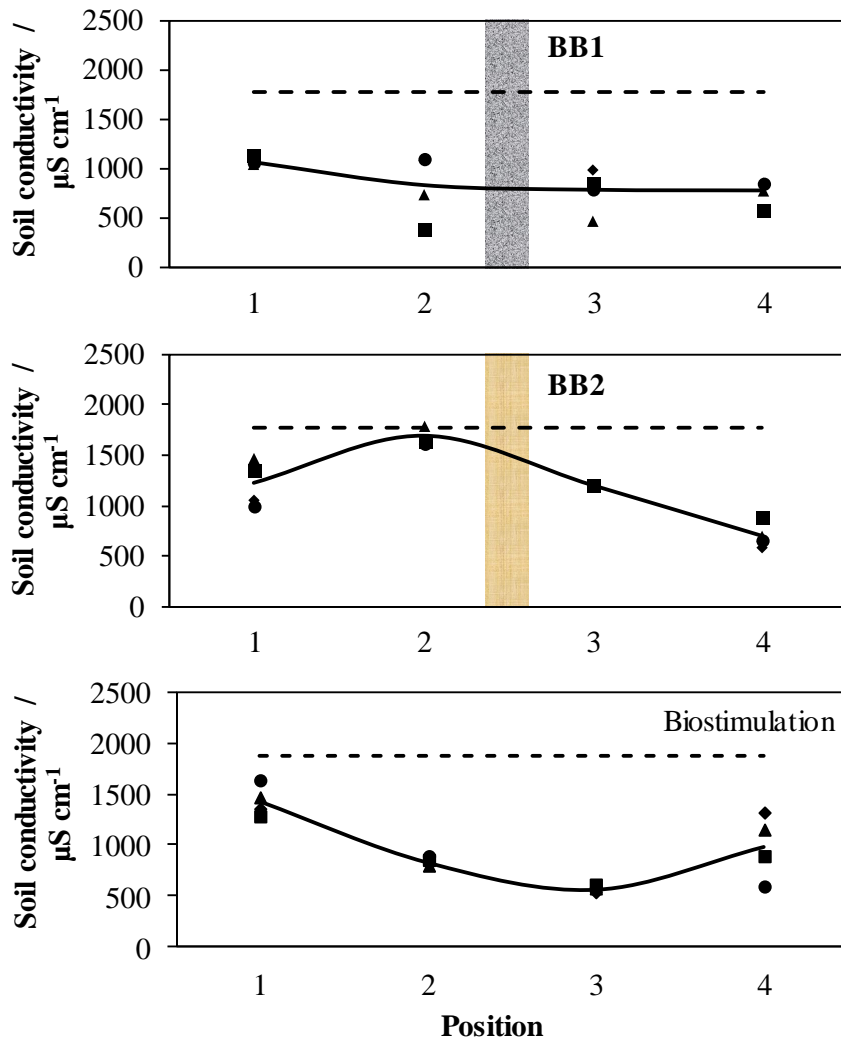 Soil conductivity /
µS cm-1
2500
2000
1500
1000
500
0
BB1
1 2 3 4
Soil conductivity /
µS cm-1
2500
2000
1500
1000
500
0
BB2
1 2 3 4
Soil conductivity /
µS cm-1
2500
2000
1500
1000
500
0
Biostimulation
1 2 3 4
Position